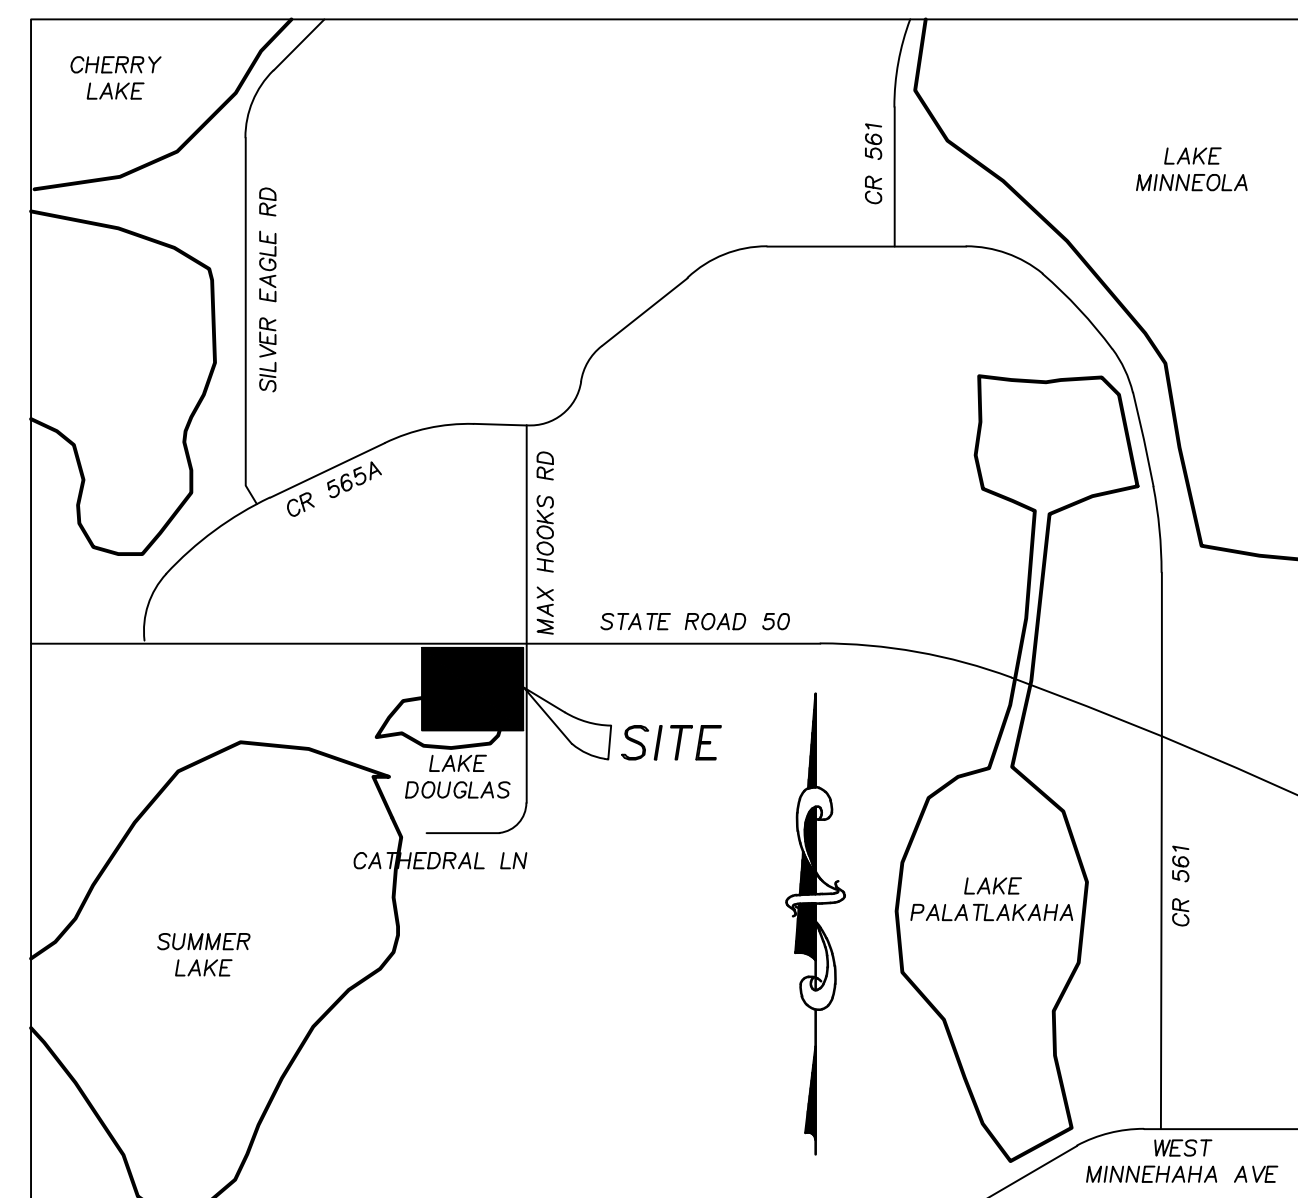 CHERRY
LAKE
CR 561
LAKE
MINNEOLA
SILVER EAGLE RD
CR 565A
MAX HOOKS RD
STATE ROAD 50
SITE
LAKE
DOUGLAS
CATHEDRAL LN
CR 561
LAKE
PALATLAKAHA
SUMMER
LAKE
WEST
MINNEHAHA AVE